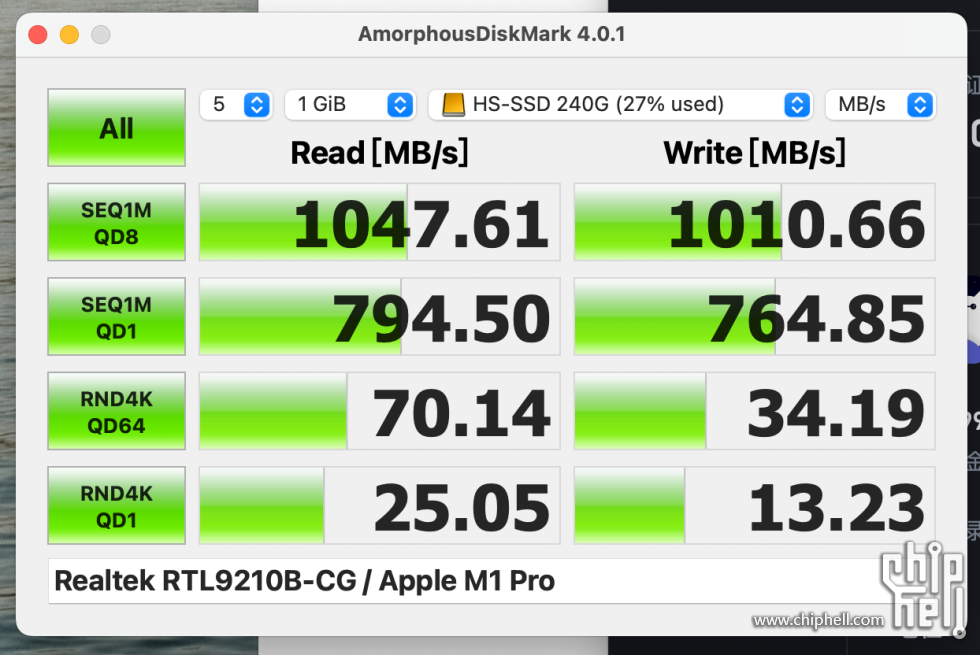 AmorphousDiskMark 4.0.1
All
5
1 GiB
HS-SSD 240G (27% used)
MB/s
Read [MB/s]
Write [MB/s]
SEQ1M
QD8
1047.61
1010.66
SEQ1M
QD1
794.50
764.85
RND4K
QD64
70.14
34.19
RND4K
QD1
25.05
13.23
Realtek RTL9210B-CG / Apple M1 Pro
chip
hell
www.chiphell.com